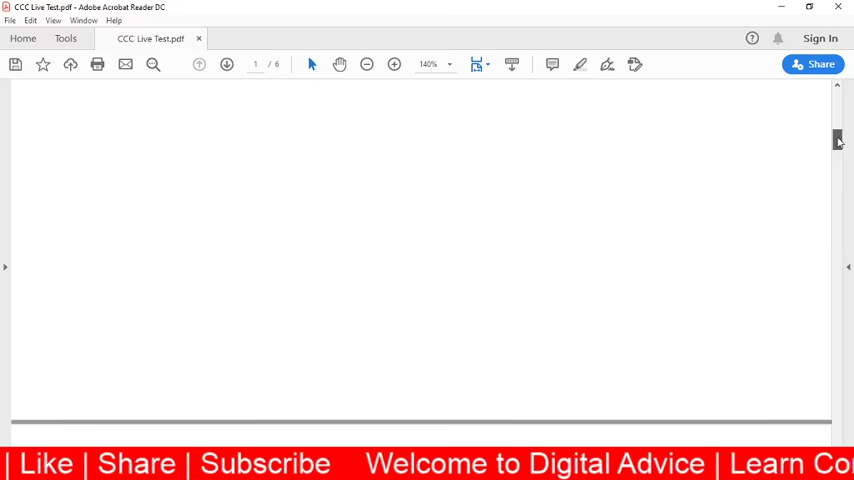 CCC Live Test.pdf - Adobe Acrobat Reader DC
File Edit View Window Help
Home Tools CCC Live Test.pdf × Sign In
1 / 6 140% Share
| Like | Share | Subscribe Welcome to Digital Advice | Learn Co